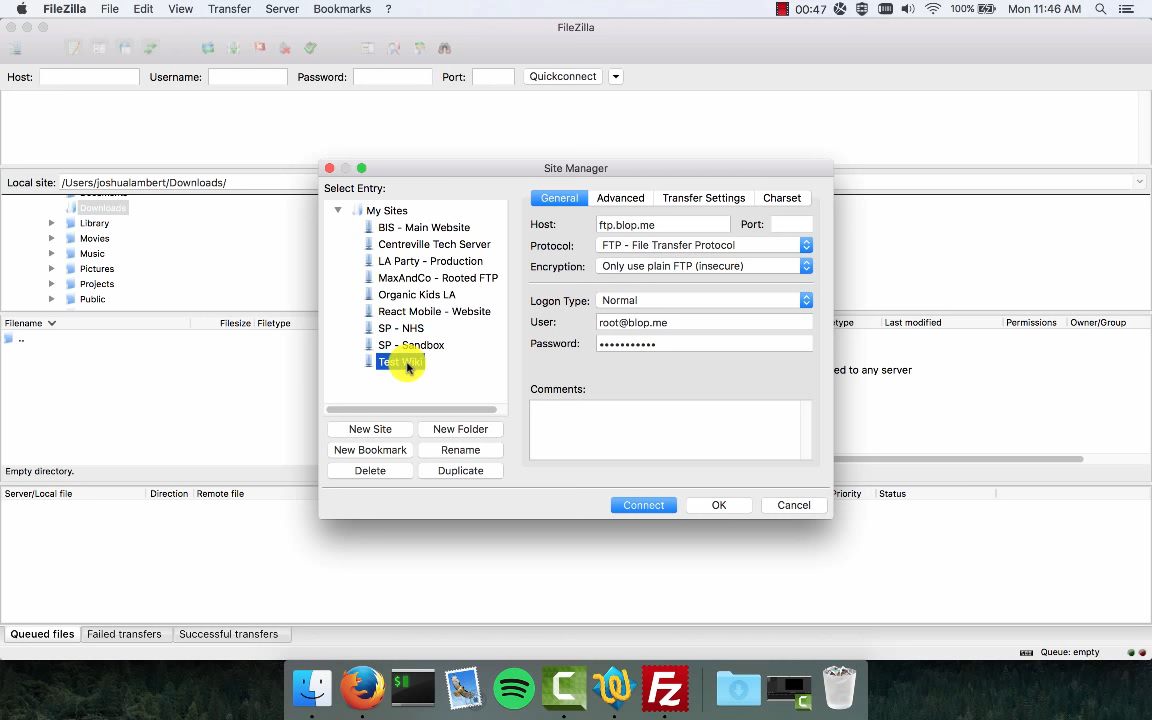 FileZilla File Edit View Transfer Server Bookmarks ? 00:47 100% Mon 11:46 AM
FileZilla
Host: Username: Password: Port: Quickconnect
Local site: /Users/joshualambert/Downloads/
Downloads
Library
Movies
Music
Pictures
Projects
Public
Filename Filesize Filetype
..
Empty directory.
Site Manager
Select Entry:
My Sites
BIS - Main Website
Centreville Tech Server
LA Party - Production
MaxAndCo - Rooted FTP
Organic Kids LA
React Mobile - Website
SP - NHS
SP - Sandbox
Test Wiki
New Site New Folder
New Bookmark Rename
Delete Duplicate
General Advanced Transfer Settings Charset
Host: ftp.blop.me Port:
Protocol: FTP - File Transfer Protocol
Encryption: Only use plain FTP (insecure)
Logon Type: Normal
User: root@blop.me
Password: •••••••••••
Comments:
Connect OK Cancel
etype Last modified Permissions Owner/Group
ed to any server
Server/Local file Direction Remote file Priority Status
Queued files Failed transfers Successful transfers
Queue: empty
$
C
Fz
C